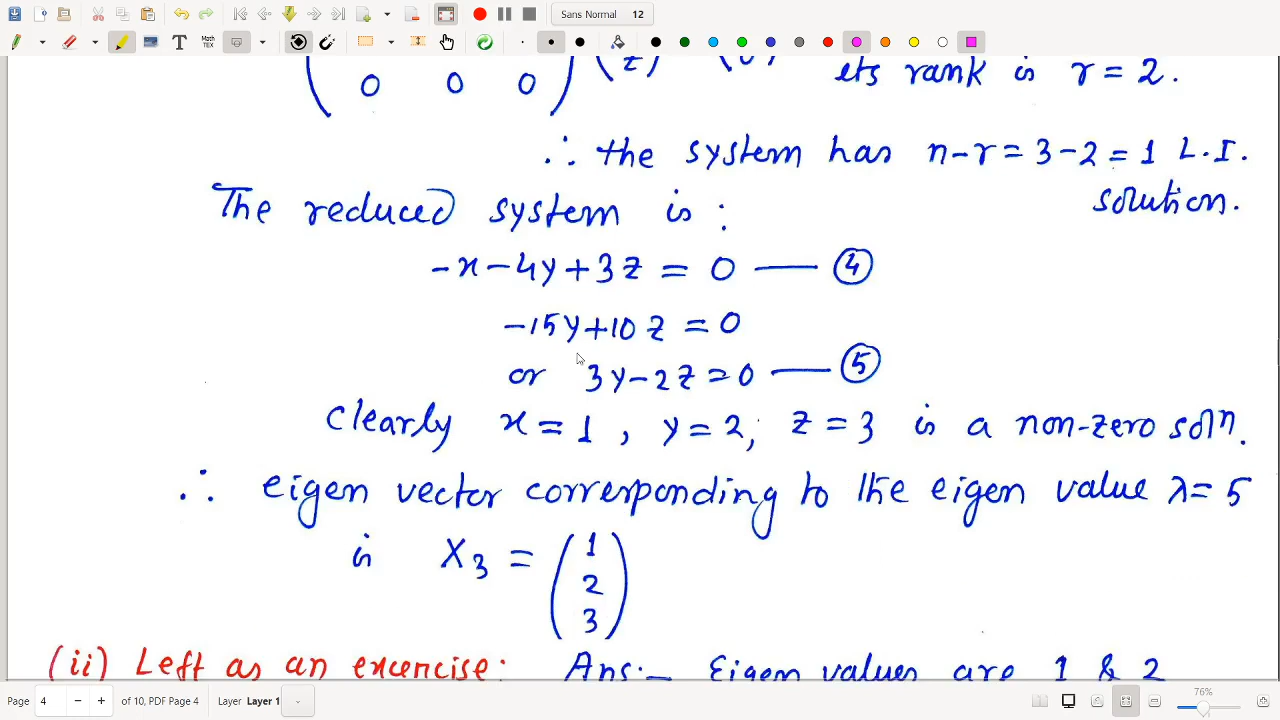 Sans Normal 12
Math TEX
0 0 0 its rank is r = 2.
∴ the system has n-r = 3-2 = 1 L.I. solution.
The reduced system is :
-x - 4y + 3z = 0 —— ④
-15y + 10z = 0
or 3y - 2z = 0 —— ⑤
clearly x = 1, y = 2, z = 3 is a non-zero soln.
∴ eigen vector corresponding to the eigen value λ = 5
is X3 = (1
2
3)
(ii) Left as an excercise: Ans:- Eigen values are 1 & 2
Page 4 of 10, PDF Page 4 Layer Layer 1 76%